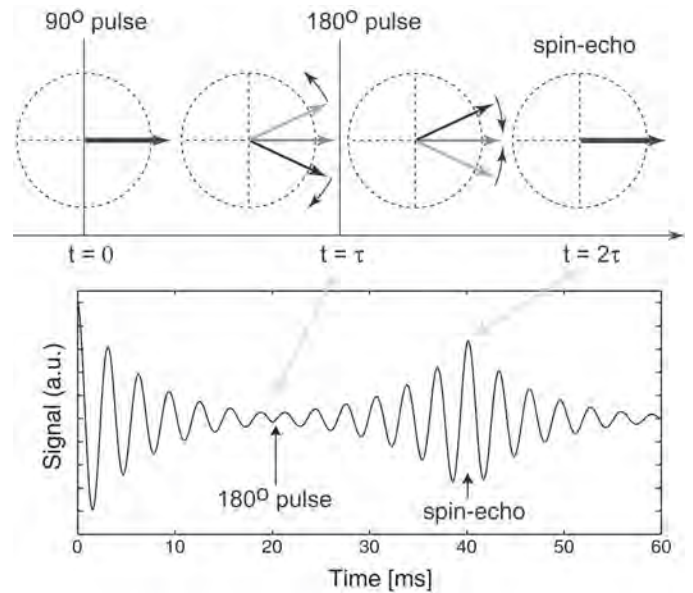 90º pulse
180º pulse
spin-echo
t = 0
t = τ
t = 2τ
Signal (a.u.)
180º pulse
spin-echo
0 10 20 30 40 50 60
Time [ms]